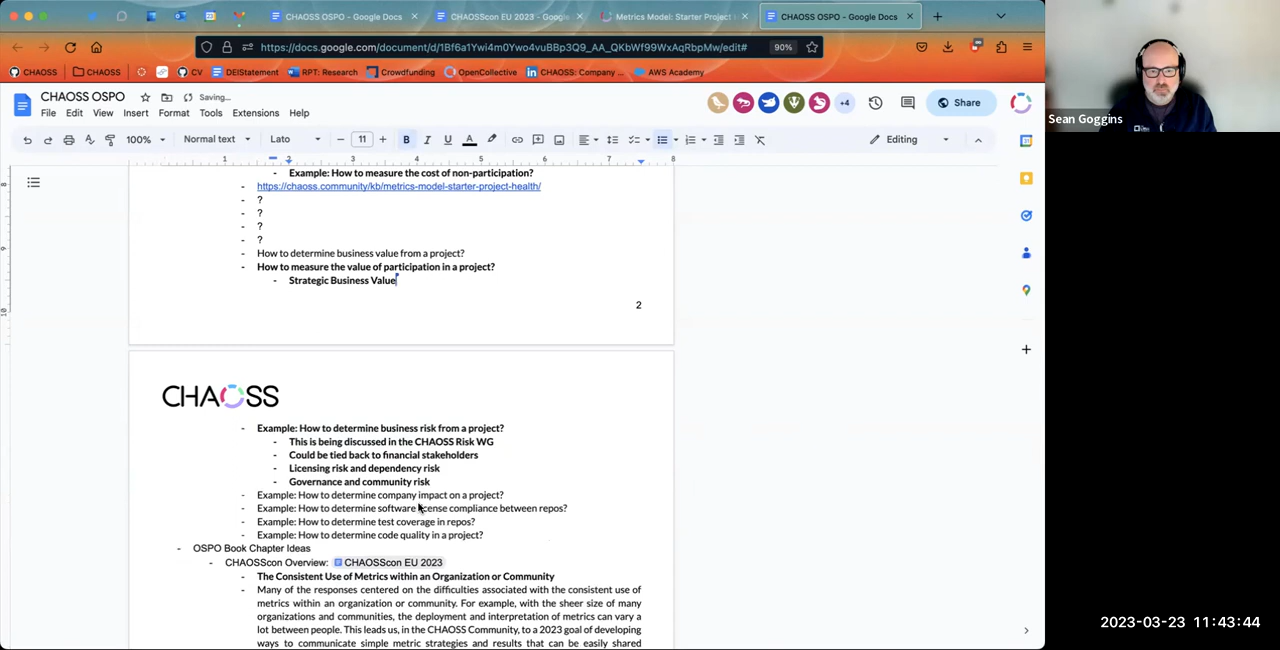 CHAOSS OSPO - Google Docs
CHAOSScon EU 2023 - Google
Metrics Model: Starter Project
CHAOSS OSPO - Google Docs
https://docs.google.com/document/d/1Bf6a1Ywi4m0Ywo4vuBBp3Q9_AA_QKbWf99WxAqRbpMw/edit#
90%
CHAOSS
CHAOSS
CV
DEIStatement
RPT: Research
Crowdfunding
OpenCollective
CHAOSS: Company ...
AWS Academy
Sean Goggins
CHAOSS OSPO
Saving...
File Edit View Insert Format Tools Extensions Help
+4
Share
100%
Normal text
Lato
11
Editing
1 2 3 4 5 6 7 8
- Example: How to measure the cost of non-participation?
- https://chaoss.community/kb/metrics-model-starter-project-health/
- ?
- ?
- ?
- ?
- How to determine business value from a project?
- How to measure the value of participation in a project?
- Strategic Business Value
2
CHAOSS
- Example: How to determine business risk from a project?
- This is being discussed in the CHAOSS Risk WG
- Could be tied back to financial stakeholders
- Licensing risk and dependency risk
- Governance and community risk
- Example: How to determine company impact on a project?
- Example: How to determine software license compliance between repos?
- Example: How to determine test coverage in repos?
- Example: How to determine code quality in a project?
- OSPO Book Chapter Ideas
- CHAOSScon Overview: CHAOSScon EU 2023
- The Consistent Use of Metrics within an Organization or Community
- Many of the responses centered on the difficulties associated with the consistent use of
metrics within an organization or community. For example, with the sheer size of many
organizations and communities, the deployment and interpretation of metrics can vary a
lot between people. This leads us, in the CHAOSS Community, to a 2023 goal of developing
ways to communicate simple metric strategies and results that can be easily shared
2023-03-23 11:43:44